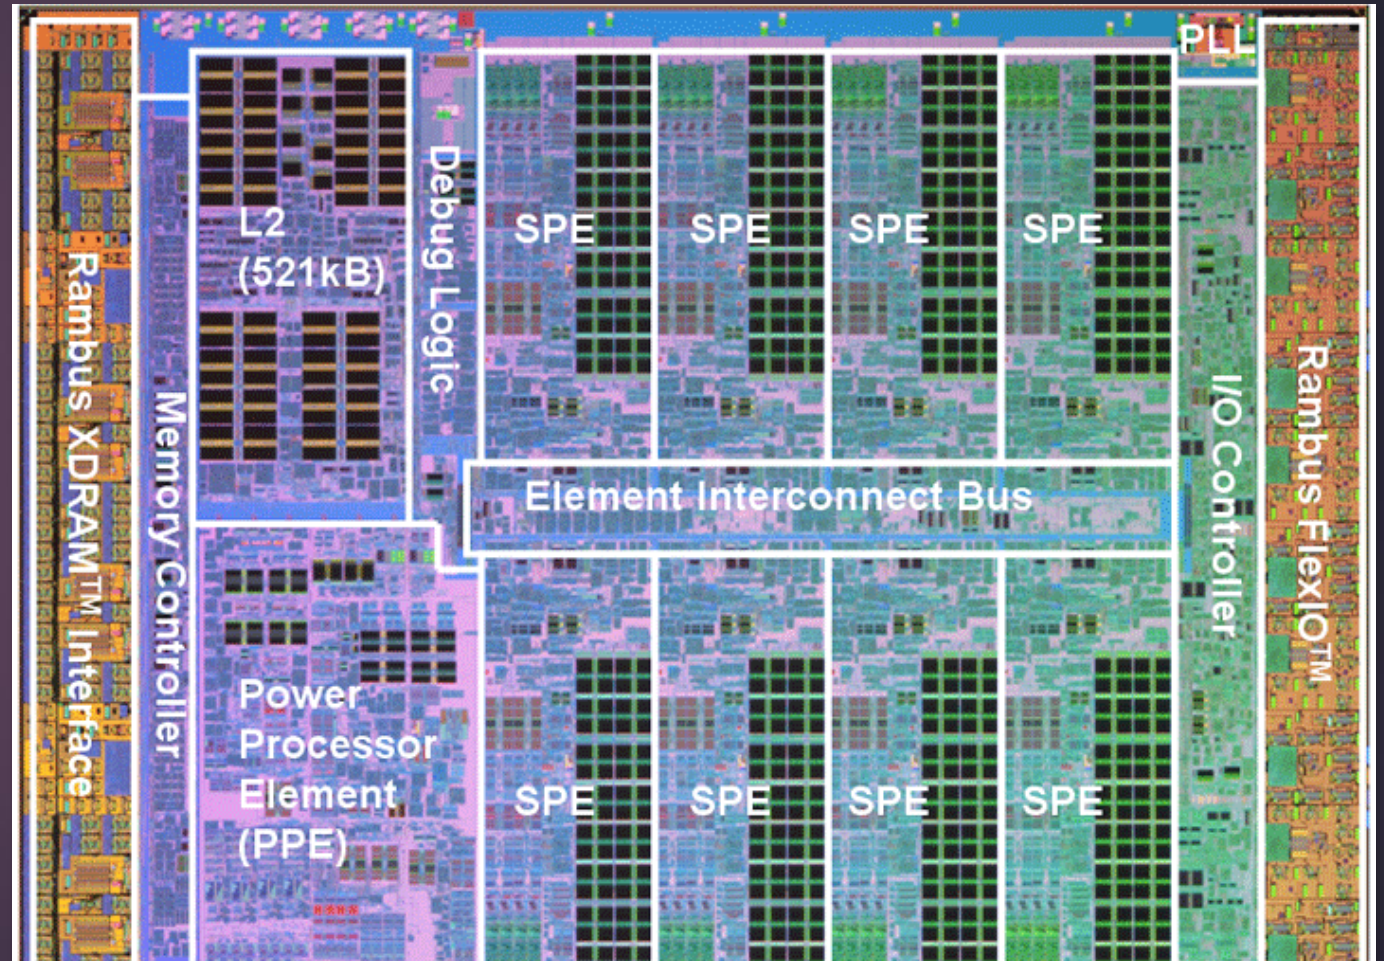 PLL
L2
(521kB)
Debug Logic
SPE
SPE
SPE
SPE
Rambus XDRAM™ Interface
Memory Controller
I/O Controller
Rambus FlexIO™
Element Interconnect Bus
Power
Processor
Element
(PPE)
SPE
SPE
SPE
SPE